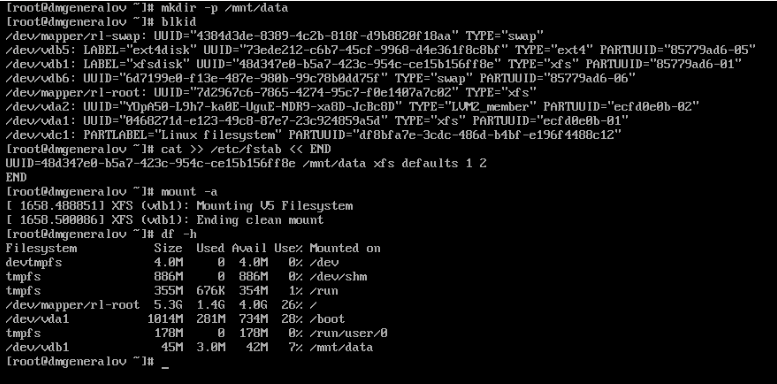 [root@dmgeneralov ~]# mkdir -p /mnt/data
[root@dmgeneralov ~]# blkid
/dev/mapper/rl-swap: UUID="4384d3de-8389-4c2b-818f-d9b8820f18aa" TYPE="swap"
/dev/vdb5: LABEL="ext4disk" UUID="73ede212-c6b7-45cf-9968-d4e361f8c8bf" TYPE="ext4" PARTUUID="85779ad6-05"
/dev/vdb1: LABEL="xfsdisk" UUID="48d347e0-b5a7-423c-954c-ce15b156ff8e" TYPE="xfs" PARTUUID="85779ad6-01"
/dev/vdb6: UUID="6d7199e0-f13e-487e-980b-99c78b0dd75f" TYPE="swap" PARTUUID="85779ad6-06"
/dev/mapper/rl-root: UUID="7d2967c6-7865-4274-95c7-f0e1407a7c02" TYPE="xfs"
/dev/vda2: UUID="YOpA50-L9h7-ka0E-UguE-NDR9-xa8D-JcBc8D" TYPE="LVM2_member" PARTUUID="ecfd0e0b-02"
/dev/vda1: UUID="0468271d-e123-49c8-87e7-23c924859a5d" TYPE="xfs" PARTUUID="ecfd0e0b-01"
/dev/vdc1: PARTLABEL="Linux filesystem" PARTUUID="df8bfa7e-3cdc-486d-b4bf-e196f4488c12"
[root@dmgeneralov ~]# cat >> /etc/fstab << END
UUID=48d347e0-b5a7-423c-954c-ce15b156ff8e /mnt/data xfs defaults 1 2
END
[root@dmgeneralov ~]# mount -a
[ 1658.488851] XFS (vdb1): Mounting V5 Filesystem
[ 1658.500086] XFS (vdb1): Ending clean mount
[root@dmgeneralov ~]# df -h
Filesystem Size Used Avail Use% Mounted on
devtmpfs 4.0M 0 4.0M 0% /dev
tmpfs 886M 0 886M 0% /dev/shm
tmpfs 355M 676K 354M 1% /run
/dev/mapper/rl-root 5.3G 1.4G 4.0G 26% /
/dev/vda1 1014M 281M 734M 28% /boot
tmpfs 178M 0 178M 0% /run/user/0
/dev/vdb1 45M 3.0M 42M 7% /mnt/data
[root@dmgeneralov ~]# _